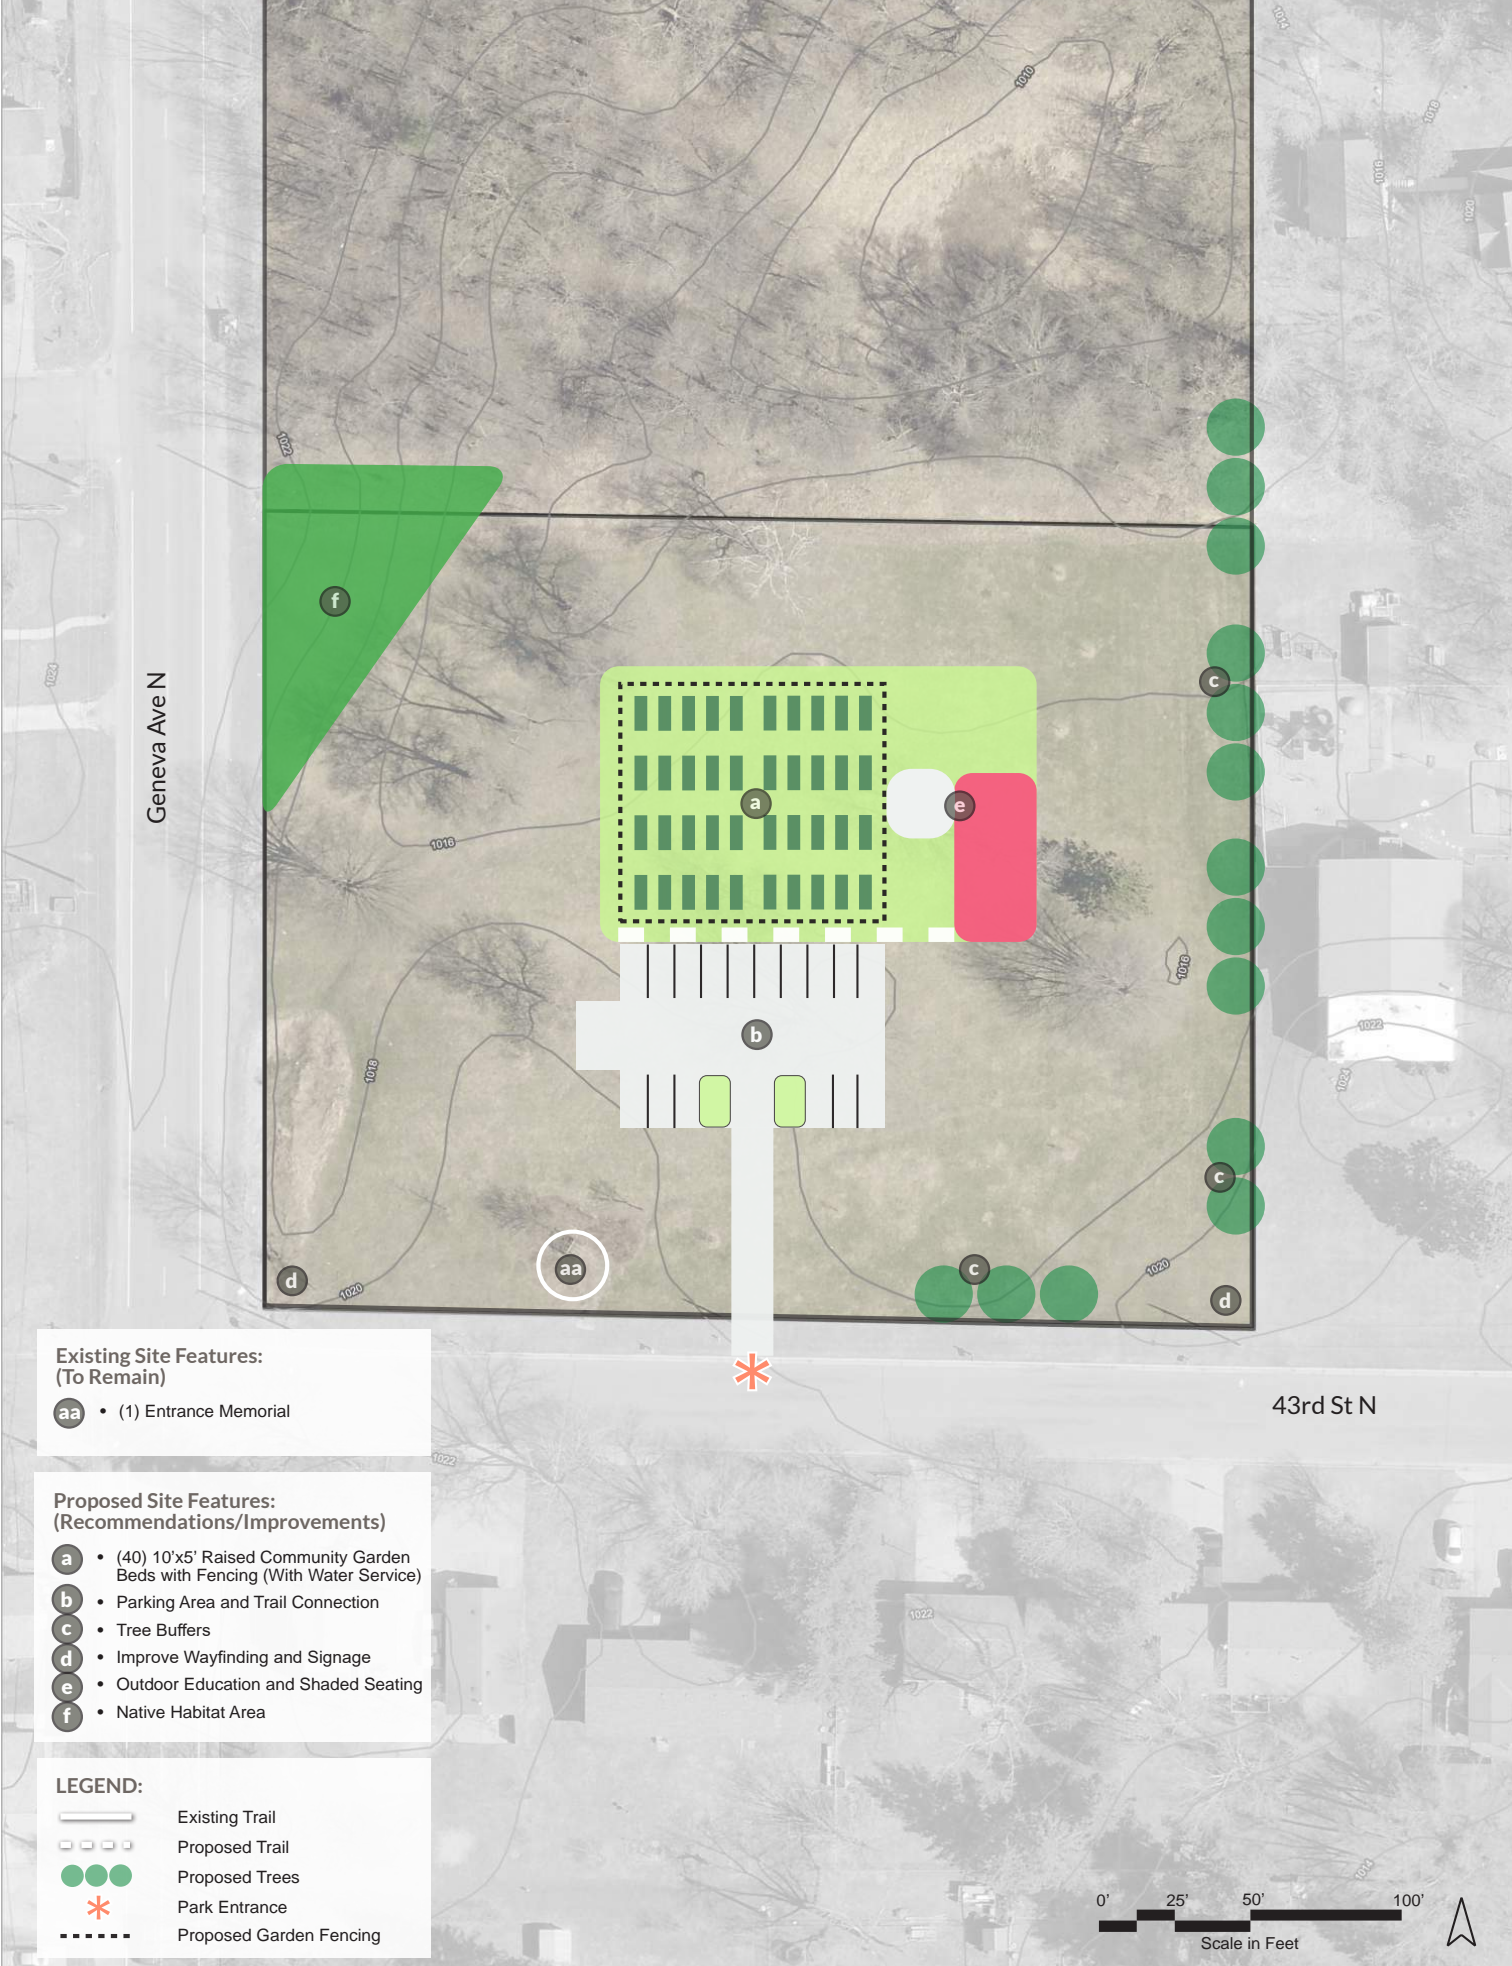 1014
1010
1018
1016
1020
1022
f
1024
c
Geneva Ave N
a
e
1016
1018
1022
b
1018
1024
c
1020
c
d
aa
1020
d
43rd St N
Existing Site Features:
(To Remain)
aa • (1) Entrance Memorial
1022
Proposed Site Features:
(Recommendations/Improvements)
a • (40) 10'x5' Raised Community Garden
Beds with Fencing (With Water Service)
b • Parking Area and Trail Connection
c • Tree Buffers
d • Improve Wayfinding and Signage
e • Outdoor Education and Shaded Seating
f • Native Habitat Area
1022
LEGEND:
Existing Trail
Proposed Trail
Proposed Trees
Park Entrance
Proposed Garden Fencing
1014
0' 25' 50' 100'
Scale in Feet